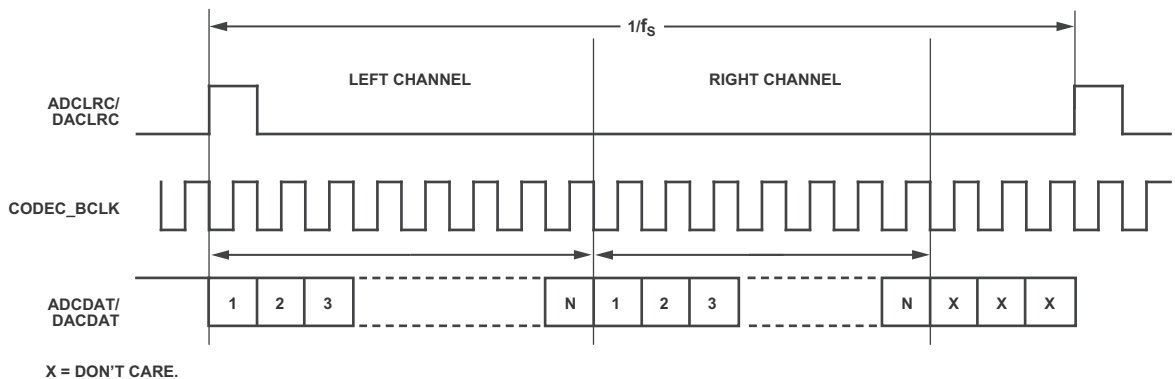 1/fS
LEFT CHANNEL
RIGHT CHANNEL
ADCLRC/
DACLRC
CODEC_BCLK
ADCDAT/
DACDAT
1 2 3 N 1 2 3 N X X X
X = DON'T CARE.